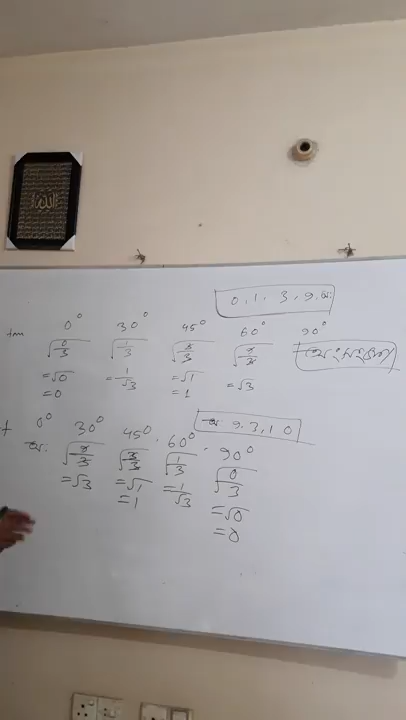 الله
0, 1, 3, 9, অ:
tan 0° 30° 45° 60° 90°
√0/3 √1/3 √3/3 √9/3
=√0 =1/√3 =√1 =√3
=0 =1
অ: 9, 3, 1 0
0° 30° 45° 60° 90°
অ: √9/3 √3/3 √1/3 √0/3
=√3 =√1 =1/√3 =√0
=1 =0